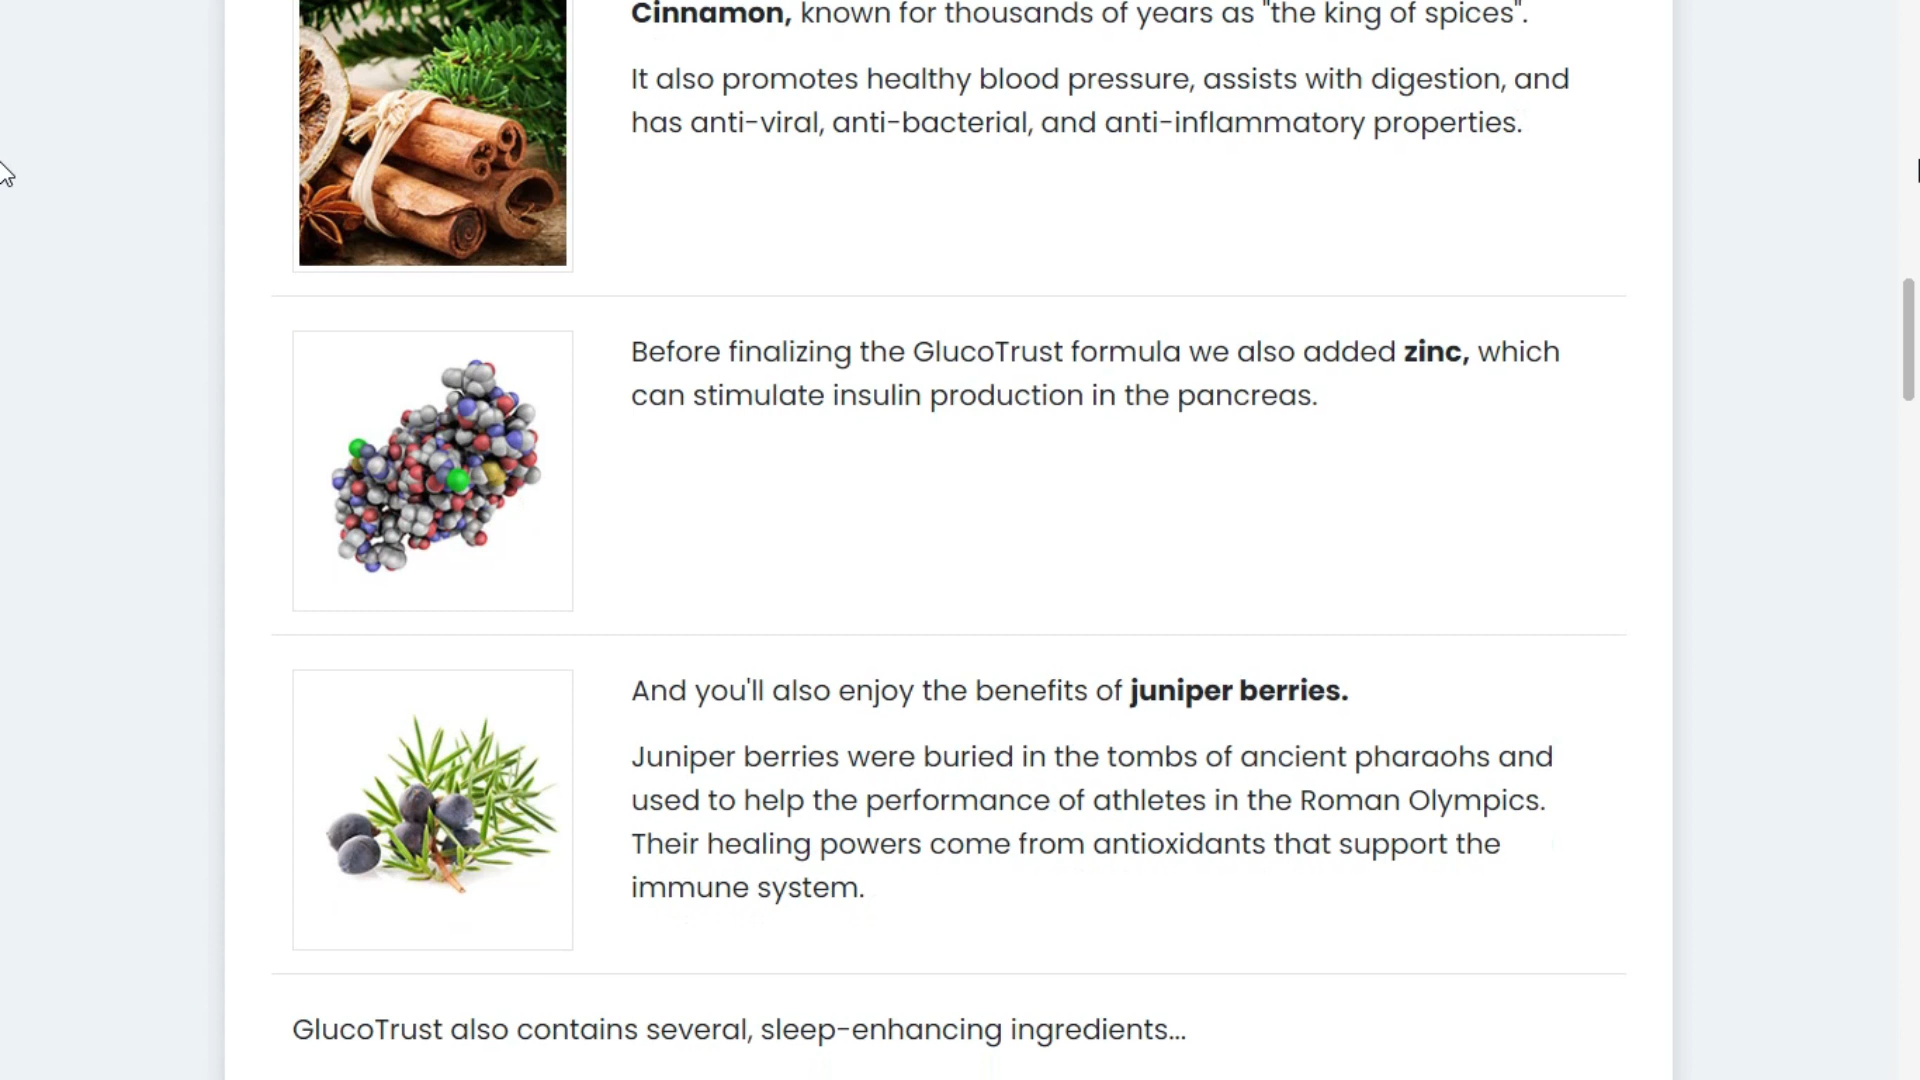 Cinnamon, known for thousands of years as "the king of spices".
It also promotes healthy blood pressure, assists with digestion, and
has anti-viral, anti-bacterial, and anti-inflammatory properties.
Before finalizing the GlucoTrust formula we also added zinc, which
can stimulate insulin production in the pancreas.
And you'll also enjoy the benefits of juniper berries.
Juniper berries were buried in the tombs of ancient pharaohs and
used to help the performance of athletes in the Roman Olympics.
Their healing powers come from antioxidants that support the
immune system.
GlucoTrust also contains several, sleep-enhancing ingredients...